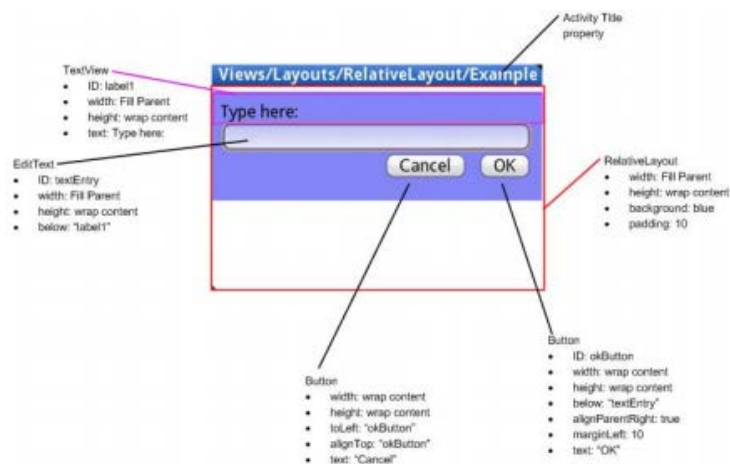 Activity Title
property
TextView
• ID: label1
• width: Fill Parent
• height: wrap content
• text: Type here:
Views/Layouts/RelativeLayout/Example
Type here:
Cancel
OK
EditText
• ID: textEntry
• width: Fill Parent
• height: wrap content
• below: "label1"
RelativeLayout
• width: Fill Parent
• height: wrap content
• background: blue
• padding: 10
Button
• width: wrap content
• height: wrap content
• toLeft: "okButton"
• alignTop: "okButton"
• text: "Cancel"
Button
• ID: okButton
• width: wrap content
• height: wrap content
• below: "textEntry"
• alignParentRight: true
• marginLeft: 10
• text: "OK"